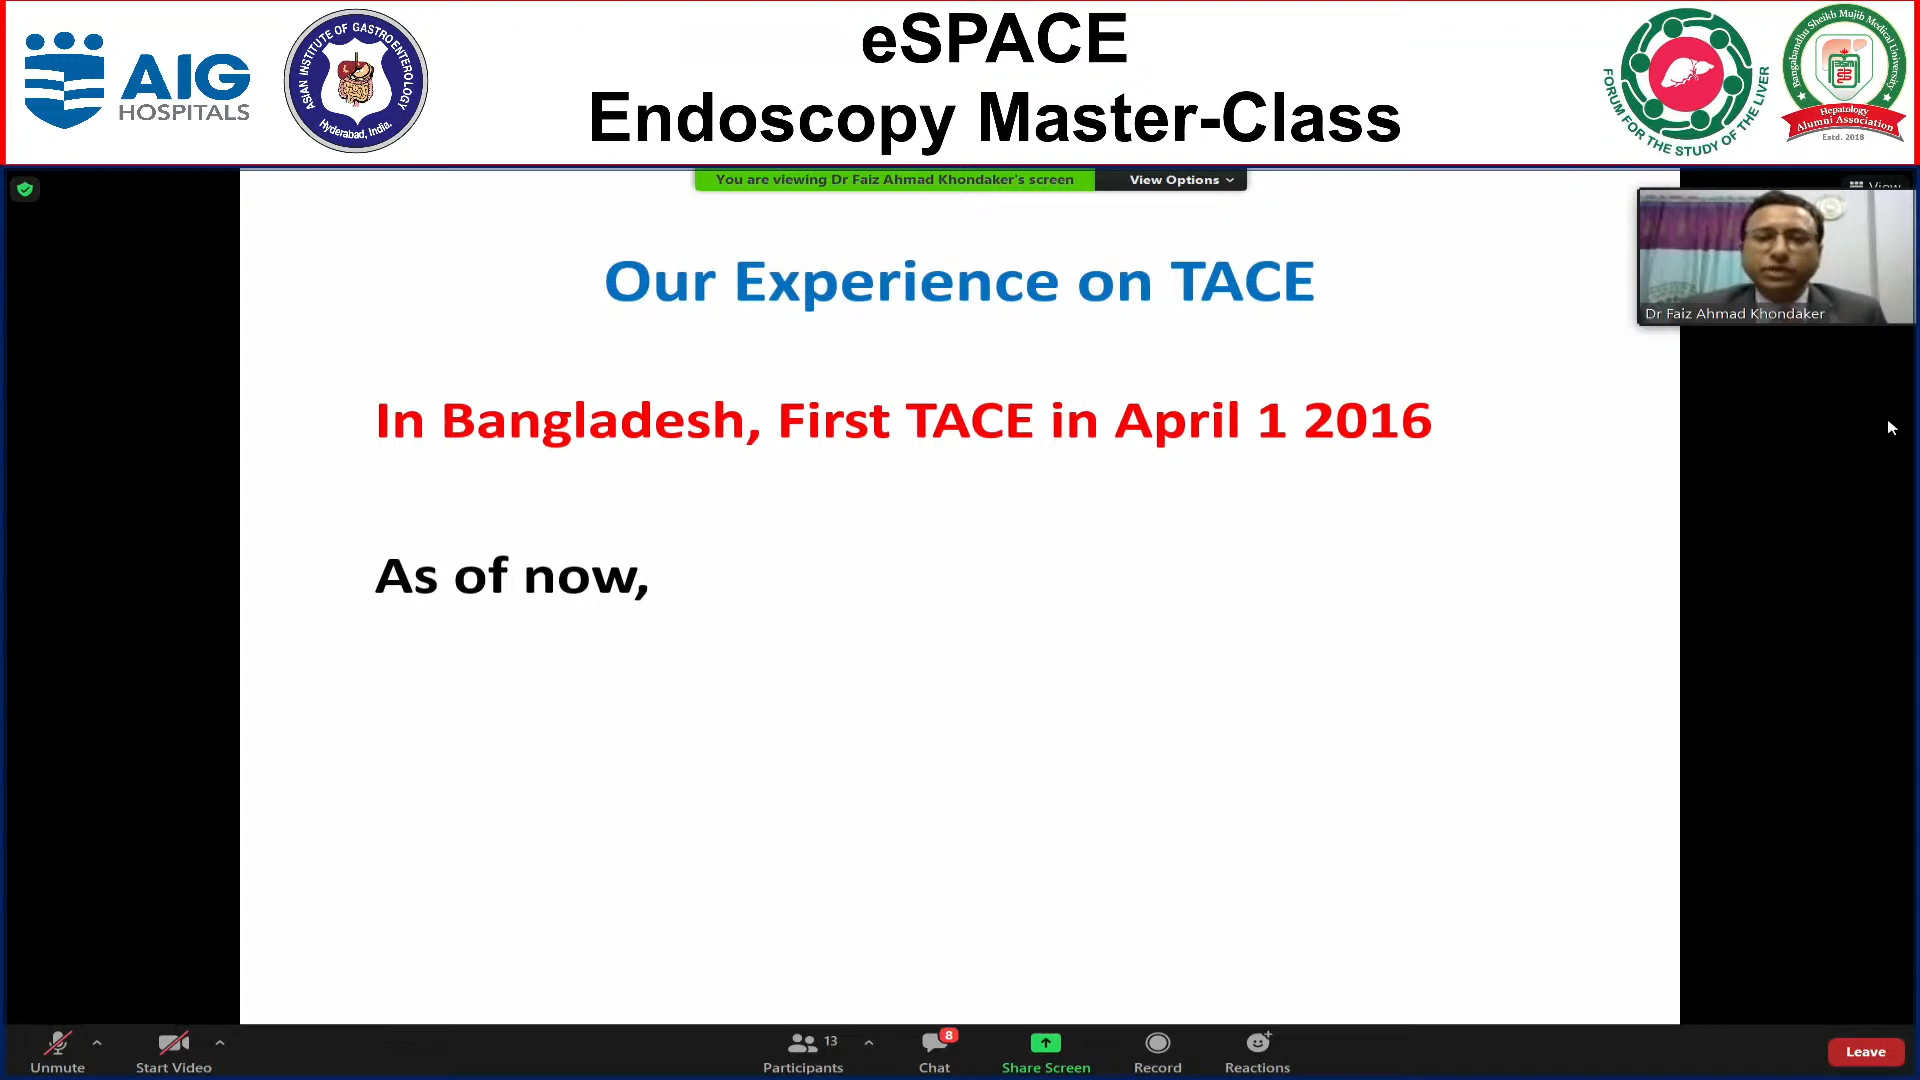 eSPACE
Endoscopy Master-Class
AIG
HOSPITALS
ASIAN INSTITUTE OF GASTROENTEROLOGY
Hyderabad, India.
FORUM FOR THE STUDY OF THE LIVER
Bangabandhu Sheikh Mujib Medical University
Hepatology
Alumni Association
Estd. 2018
You are viewing Dr Faiz Ahmad Khondaker's screen
View Options
View
Our Experience on TACE
Dr Faiz Ahmad Khondaker
In Bangladesh, First TACE in April 1 2016
As of now,
13
8
Unmute
Start Video
Participants
Chat
Share Screen
Record
Reactions
Leave